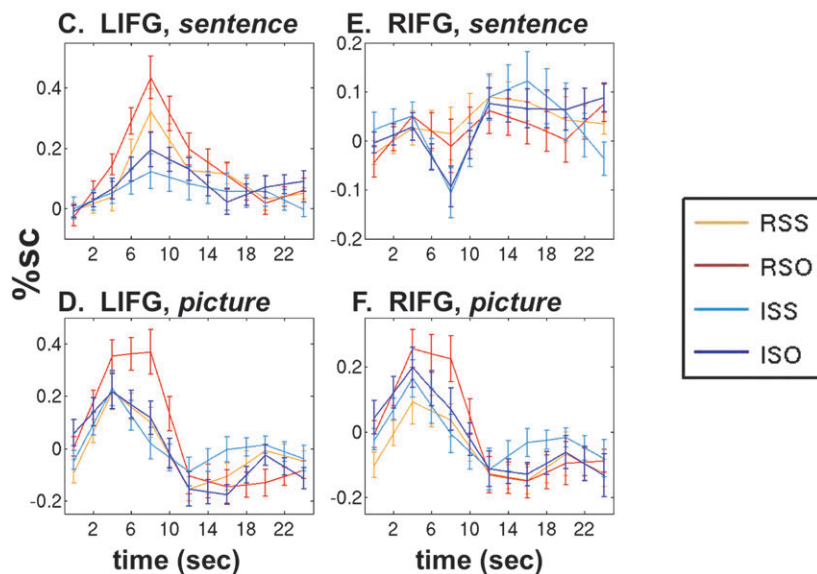 C. LIFG, sentence
E. RIFG, sentence
0.4
0.2
0
2 6 10 14 18 22
0.2
0.1
0
-0.1
-0.2
2 6 10 14 18 22
%sc
D. LIFG, picture
F. RIFG, picture
0.4
0.2
0
-0.2
2 6 10 14 18 22
time (sec)
0.2
0
-0.2
2 6 10 14 18 22
time (sec)
RSS
RSO
ISS
ISO